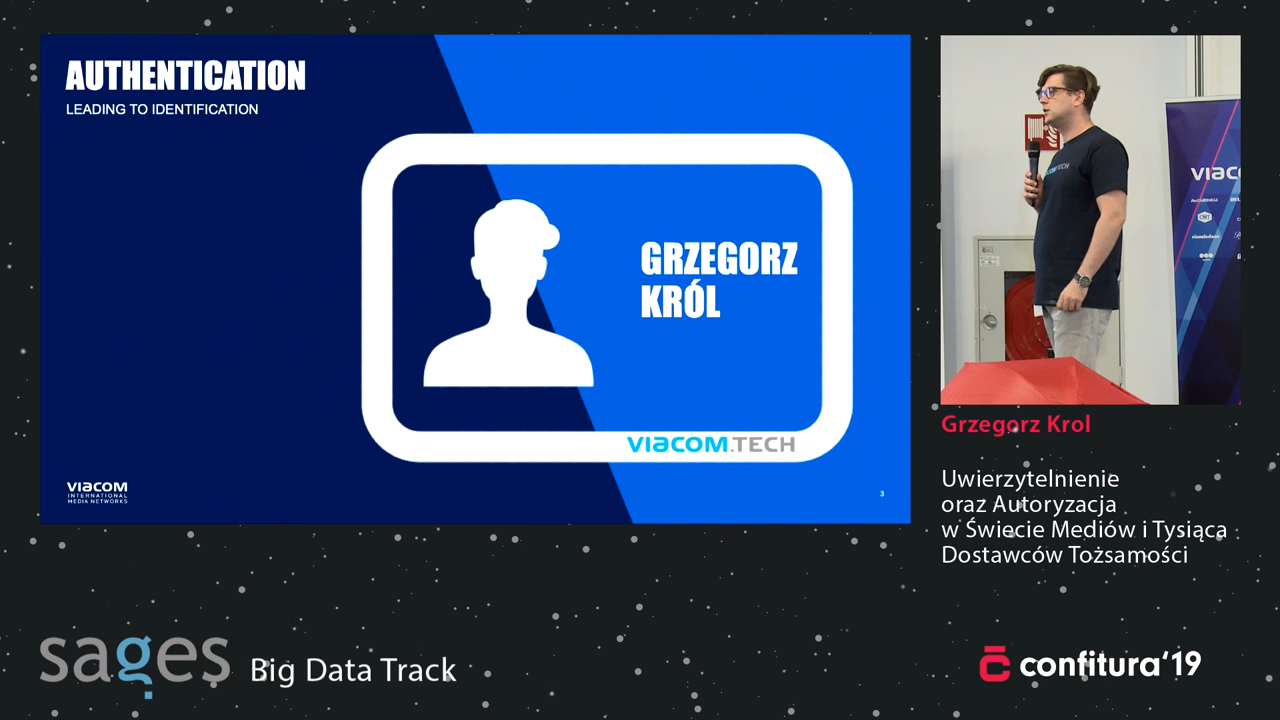 AUTHENTICATION
LEADING TO IDENTIFICATION
GRZEGORZ
KRÓL
VIACOM.TECH
VIACOM
INTERNATIONAL
MEDIA NETWORKS
3
Grzegorz Krol
Uwierzytelnienie
oraz Autoryzacja
w Świecie Mediów i Tysiąca
Dostawców Tożsamości
sages
Big Data Track
confitura‘19